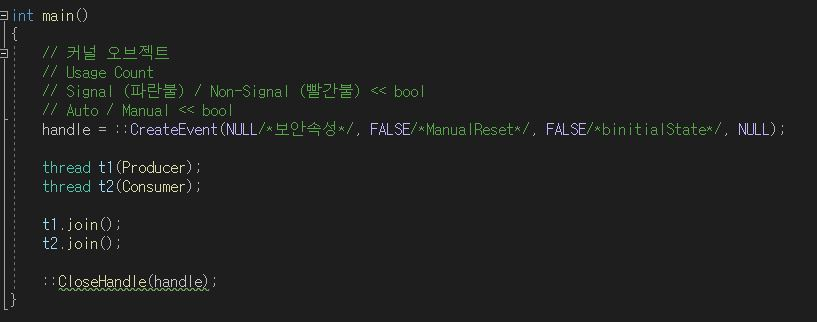 int main()
{
// 커널 오브젝트
// Usage Count
// Signal (파란불) / Non-Signal (빨간불) << bool
// Auto / Manual << bool
handle = ::CreateEvent(NULL/*보안속성*/, FALSE/*ManualReset*/, FALSE/*binitialState*/, NULL);
thread t1(Producer);
thread t2(Consumer);
t1.join();
t2.join();
::CloseHandle(handle);
}